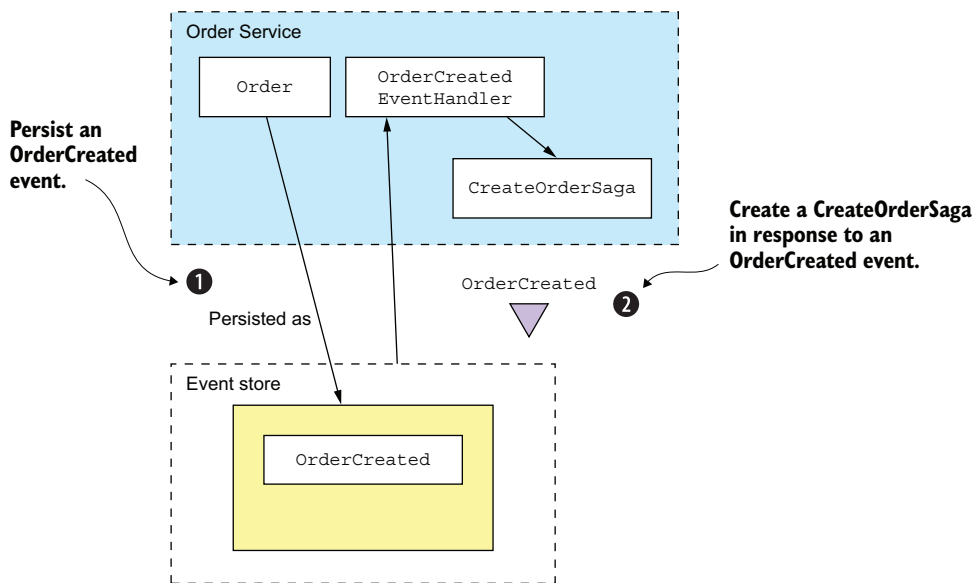 Order Service
Order
OrderCreated
EventHandler
CreateOrderSaga
Persist an
OrderCreated
event.
Create a CreateOrderSaga
in response to an
OrderCreated event.
1
OrderCreated
2
Persisted as
Event store
OrderCreated